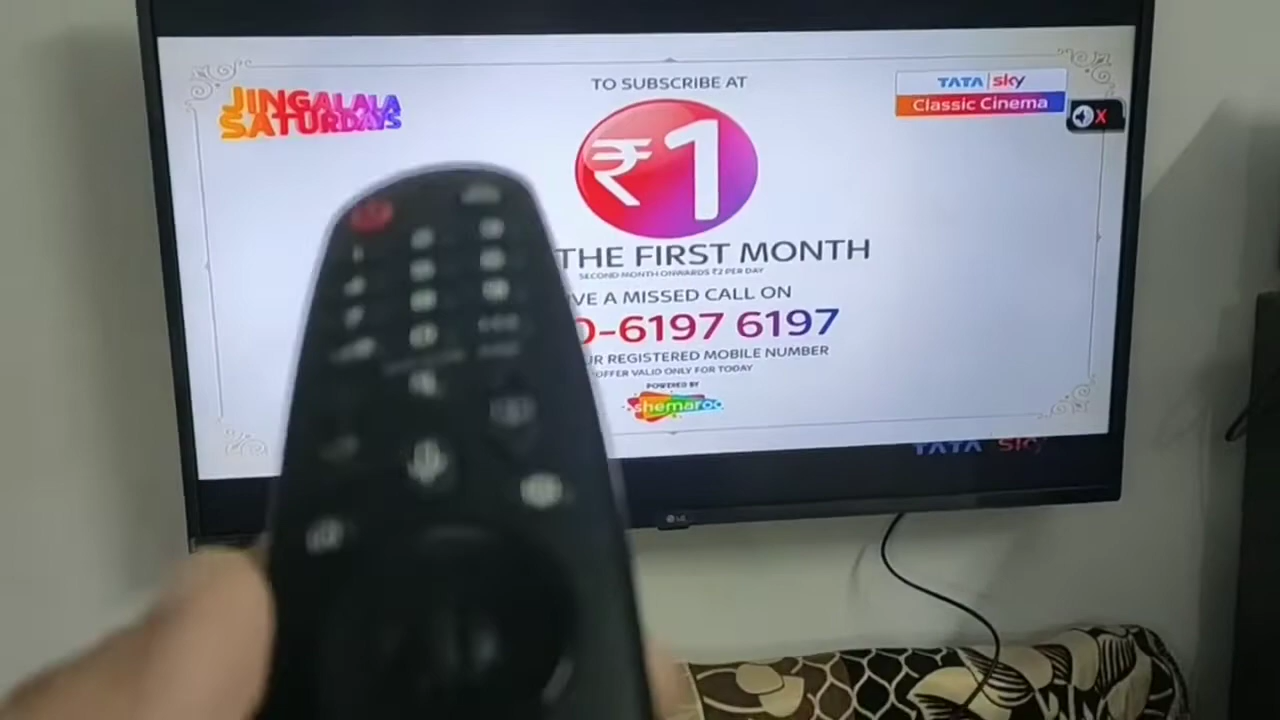 JINGALALA
SATURDAYS
TO SUBSCRIBE AT
TATA sky
Classic Cinema
₹1
THE FIRST MONTH
SECOND MONTH ONWARDS ₹2 PER DAY
VE A MISSED CALL ON
0-6197 6197
UR REGISTERED MOBILE NUMBER
OFFER VALID ONLY FOR TODAY
POWERED BY
shemaroo
TATA sky
X
LG